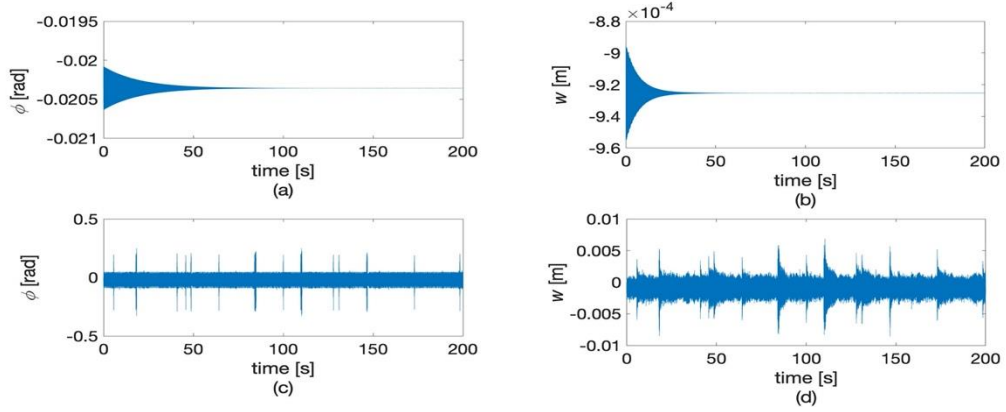 -0.0195
-0.02
-0.0205
-0.021
ϕ [rad]
0 50 100 150 200
time [s]
(a)
-8.8 ×10⁻⁴
-9
-9.2
-9.4
-9.6
w [m]
0 50 100 150 200
time [s]
(b)
0.5
0
-0.5
ϕ [rad]
0 50 100 150 200
time [s]
(c)
0.01
0.005
0
-0.005
-0.01
w [m]
0 50 100 150 200
time [s]
(d)